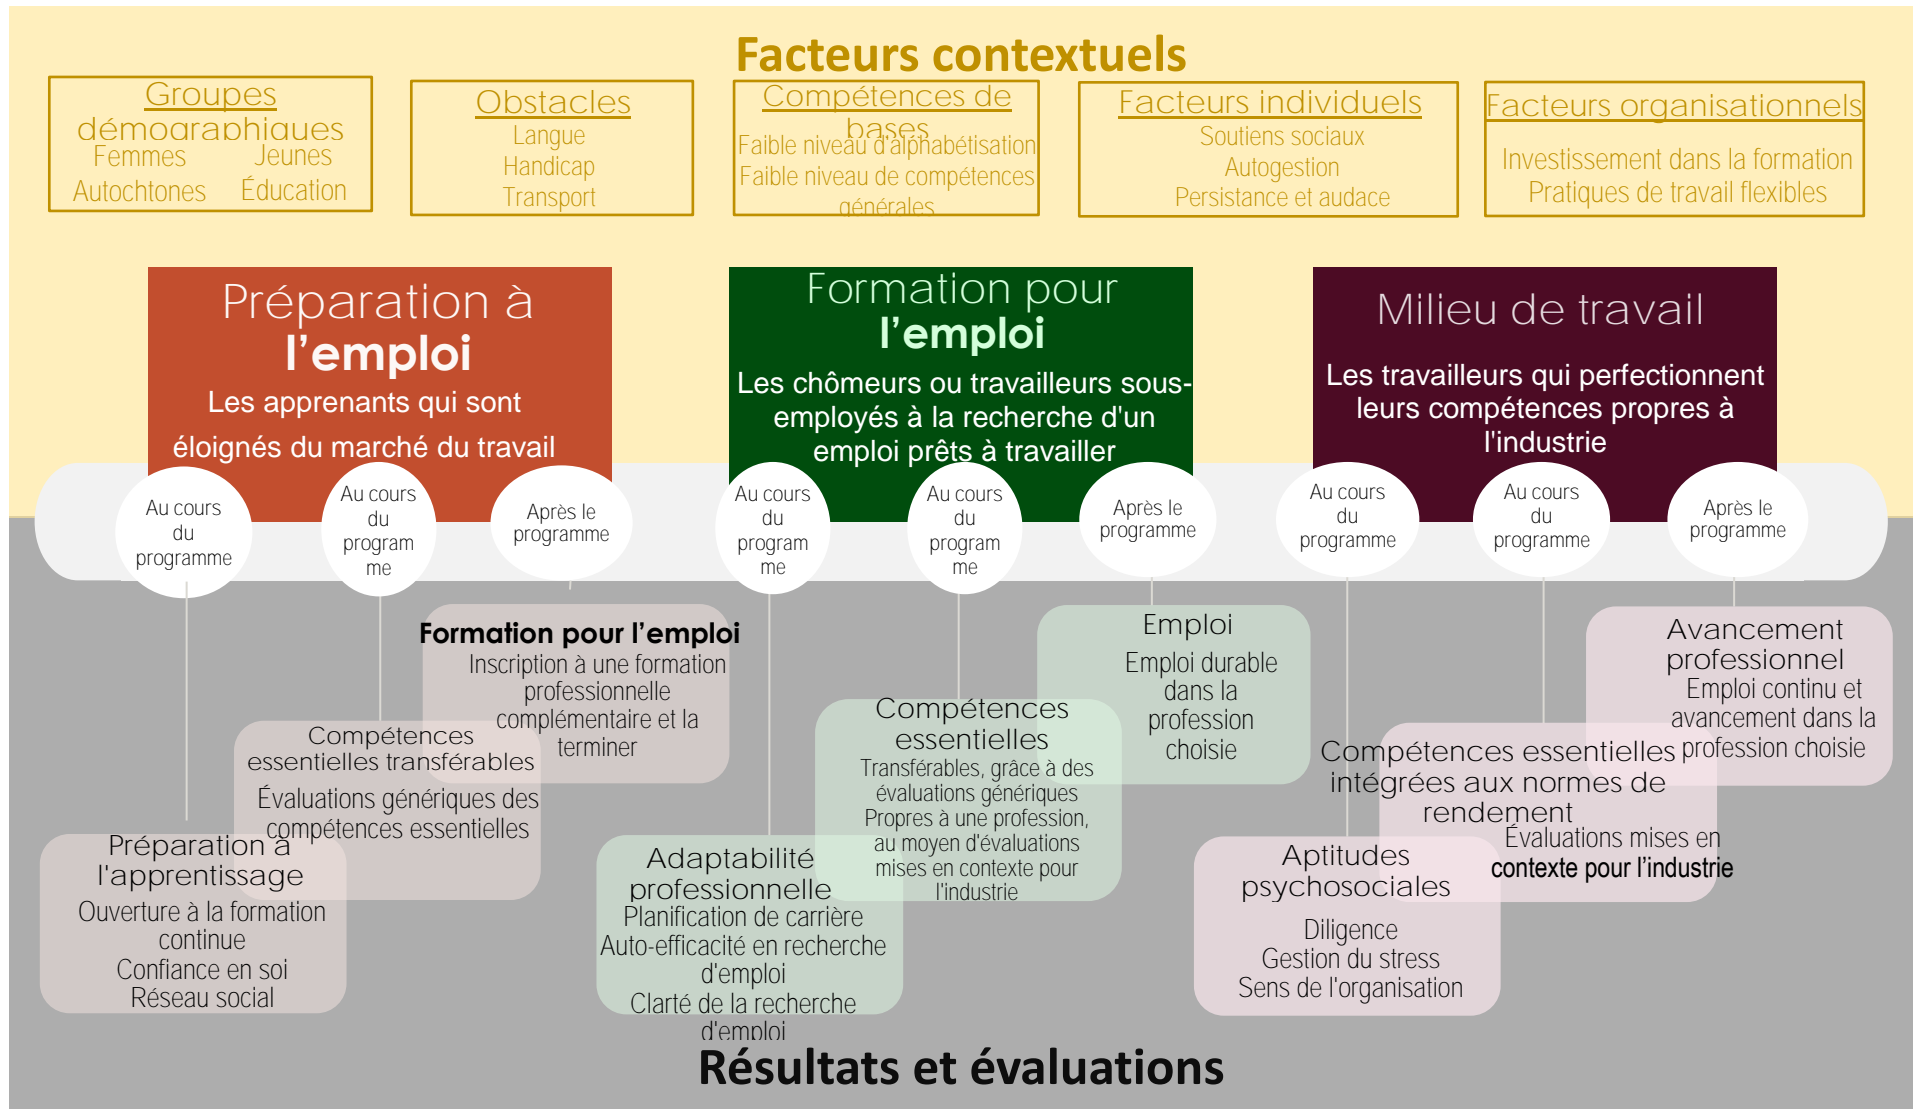 Facteurs contextuels
Groupes
démographiques
Femmes Jeunes
Autochtones Éducation
Obstacles
Langue
Handicap
Transport
Compétences de
bases
Faible niveau d'alphabétisation
Faible niveau de compétences
générales
Facteurs individuels
Soutiens sociaux
Autogestion
Persistance et audace
Facteurs organisationnels
Investissement dans la formation
Pratiques de travail flexibles
Préparation à
l'emploi
Les apprenants qui sont
éloignés du marché du travail
Formation pour
l'emploi
Les chômeurs ou travailleurs sous-
employés à la recherche d'un
emploi prêts à travailler
Milieu de travail
Les travailleurs qui perfectionnent
leurs compétences propres à
l'industrie
Au cours
du
programme
Au cours
du
program
me
Après le
programme
Au cours
du
program
me
Au cours
du
program
me
Après le
programme
Au cours
du
programme
Au cours
du
programme
Après le
programme
Préparation à
l'apprentissage
Ouverture à la formation
continue
Confiance en soi
Réseau social
Compétences
essentielles transférables
Évaluations génériques des
compétences essentielles
Formation pour l'emploi
Inscription à une formation
professionnelle
complémentaire et la
terminer
Adaptabilité
professionnelle
Planification de carrière
Auto-efficacité en recherche
d'emploi
Clarté de la recherche
d'emploi
Compétences
essentielles
Transférables, grâce à des
évaluations génériques
Propres à une profession,
au moyen d'évaluations
mises en contexte pour
l'industrie
Emploi
Emploi durable
dans la
profession
choisie
Aptitudes
psychosociales
Diligence
Gestion du stress
Sens de l'organisation
Compétences essentielles
intégrées aux normes de
rendement
Évaluations mises en
contexte pour l'industrie
Avancement
professionnel
Emploi continu et
avancement dans la
profession choisie
Résultats et évaluations